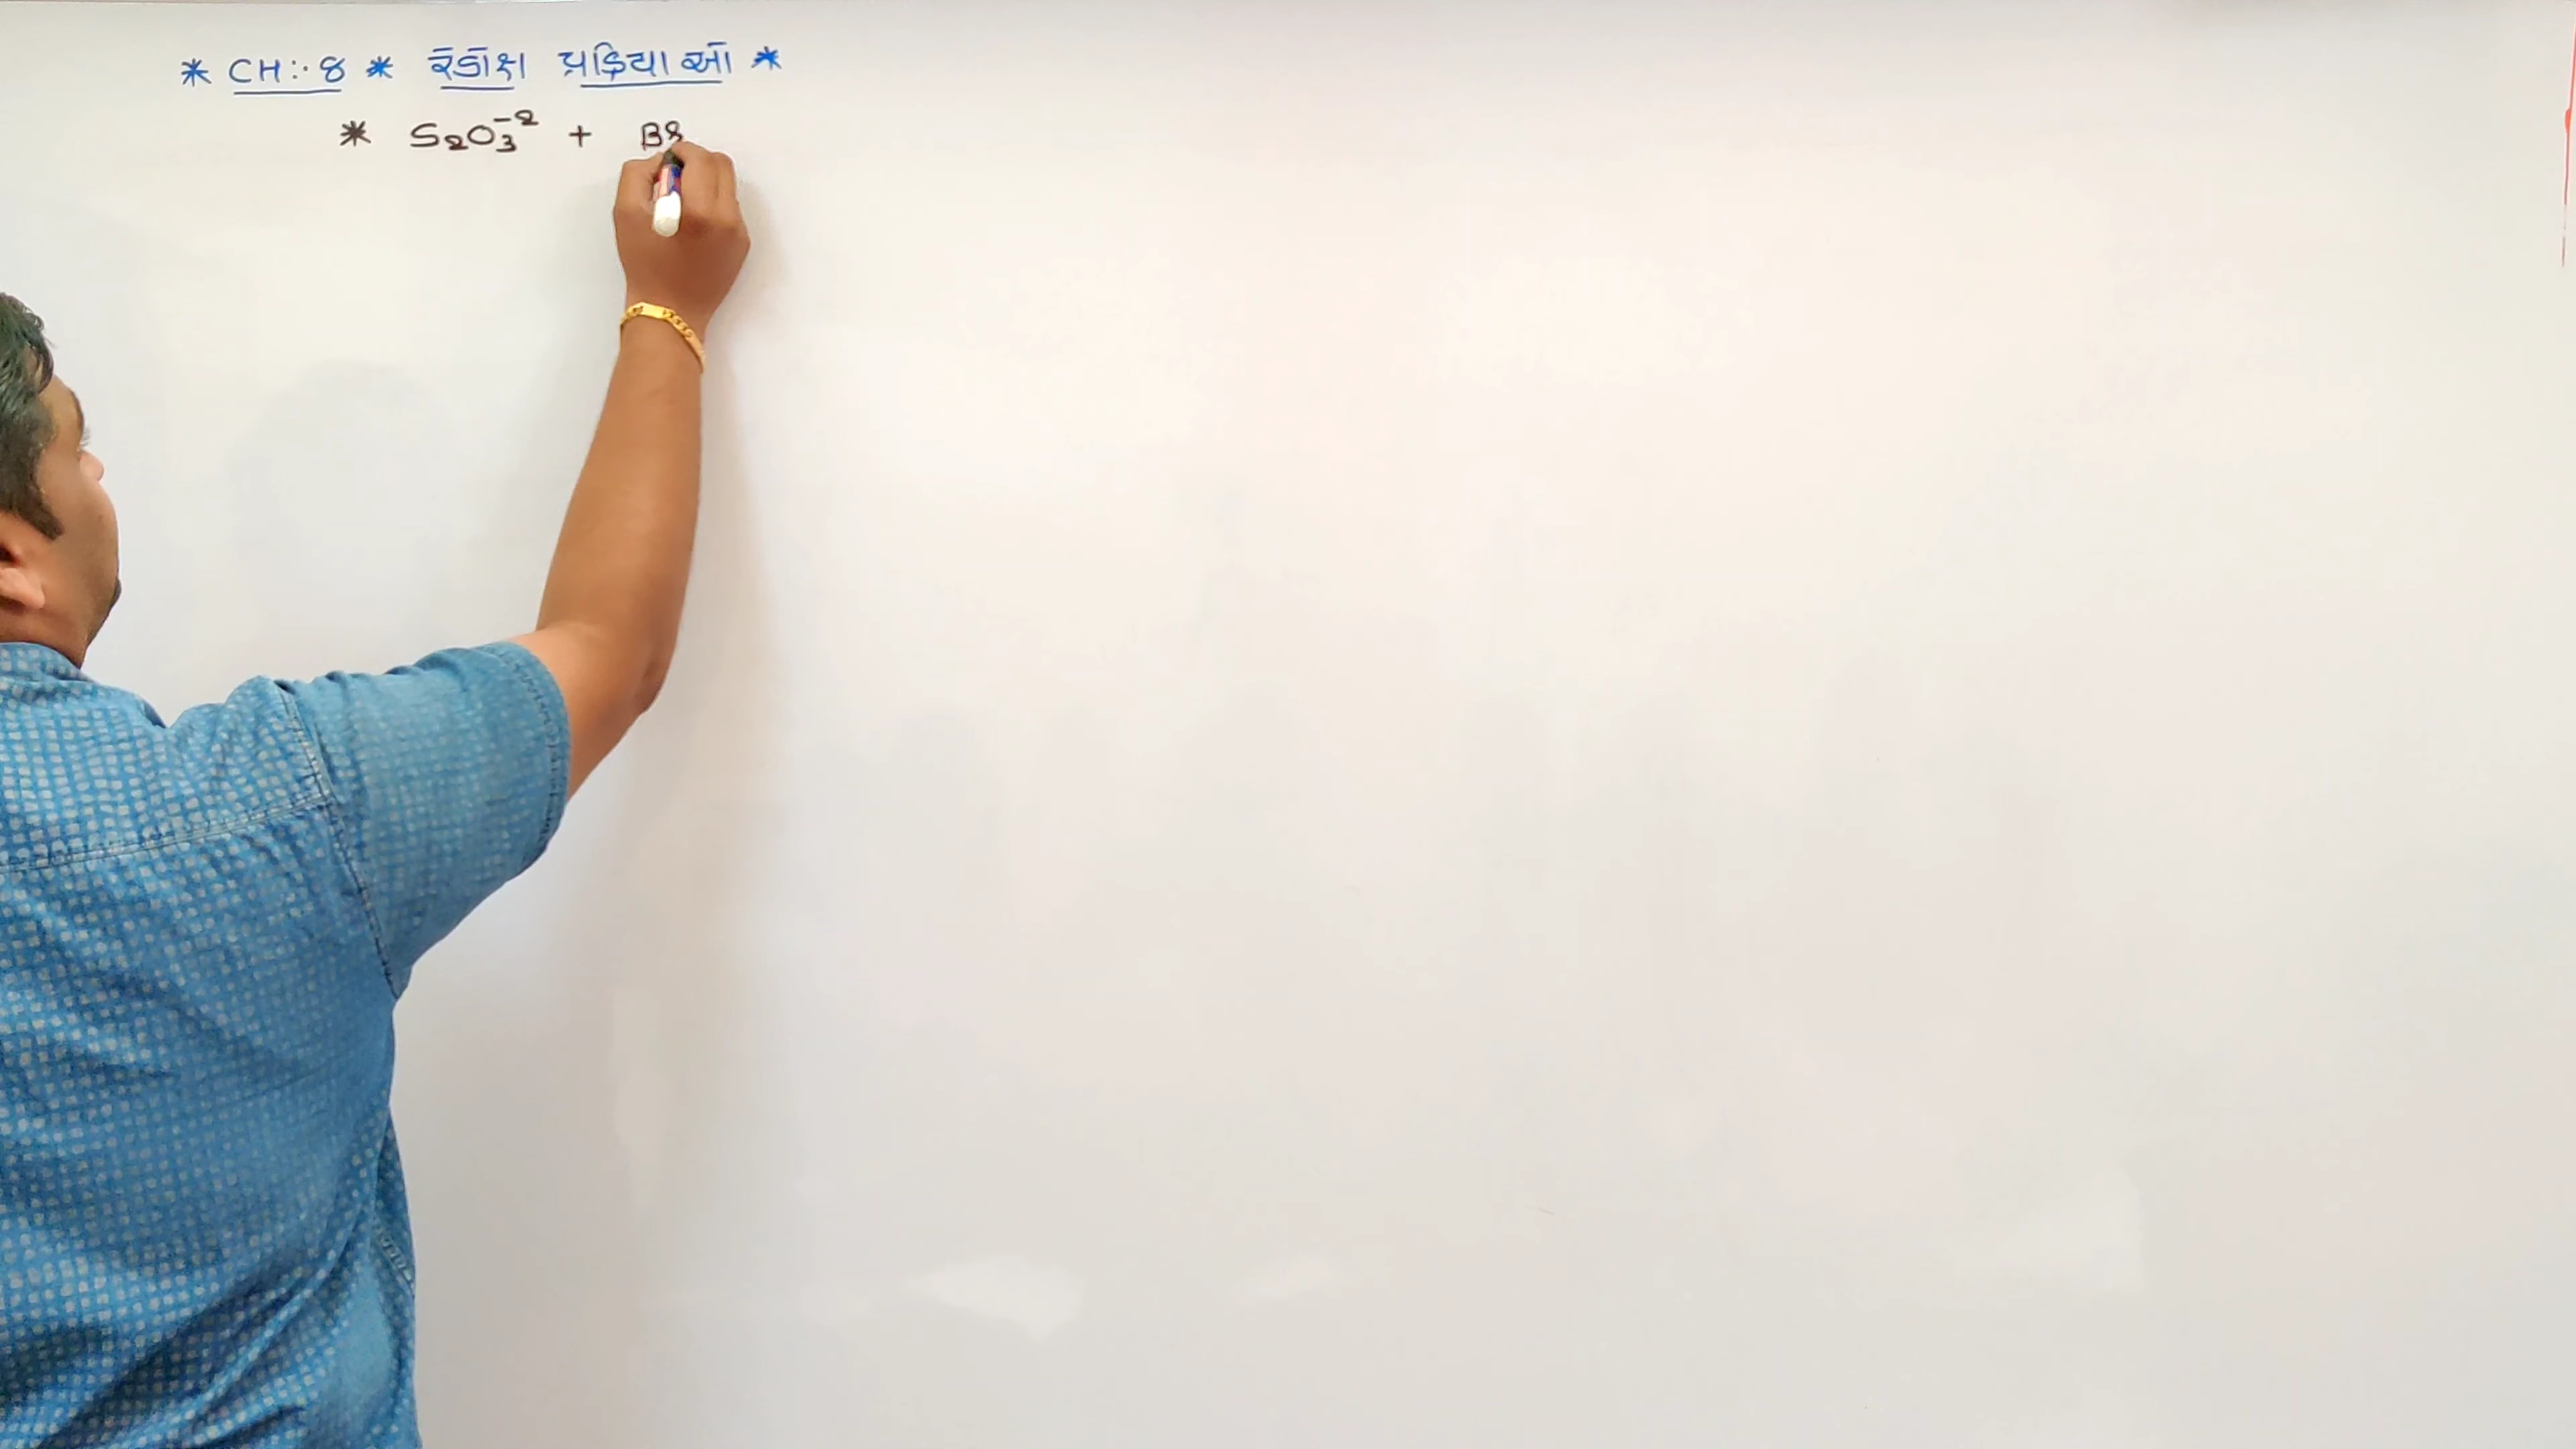 * CH:- 8 * રેડોક્ષ પ્રક્રિયાઓ *
* S₂O₃⁻² + Br